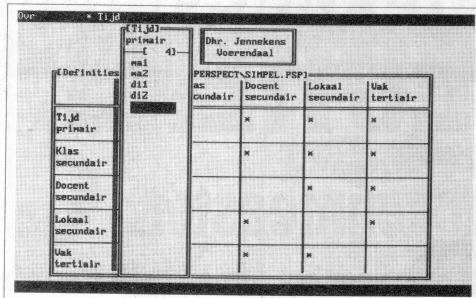 Ovr * Tijd
[Tijd]
primair
[ 4]
ma1
ma2
di1
di2
Dhr. Jennekens
Voerendaal
[Definities
PERSPECT\SIMPEL.PSP]
as
cundair
Docent
secundair
Lokaal
secundair
Vak
tertiair
Tijd
primair
* * *
Klas
secundair
* * *
Docent
secundair
* *
Lokaal
secundair
* *
Vak
tertiair
* *